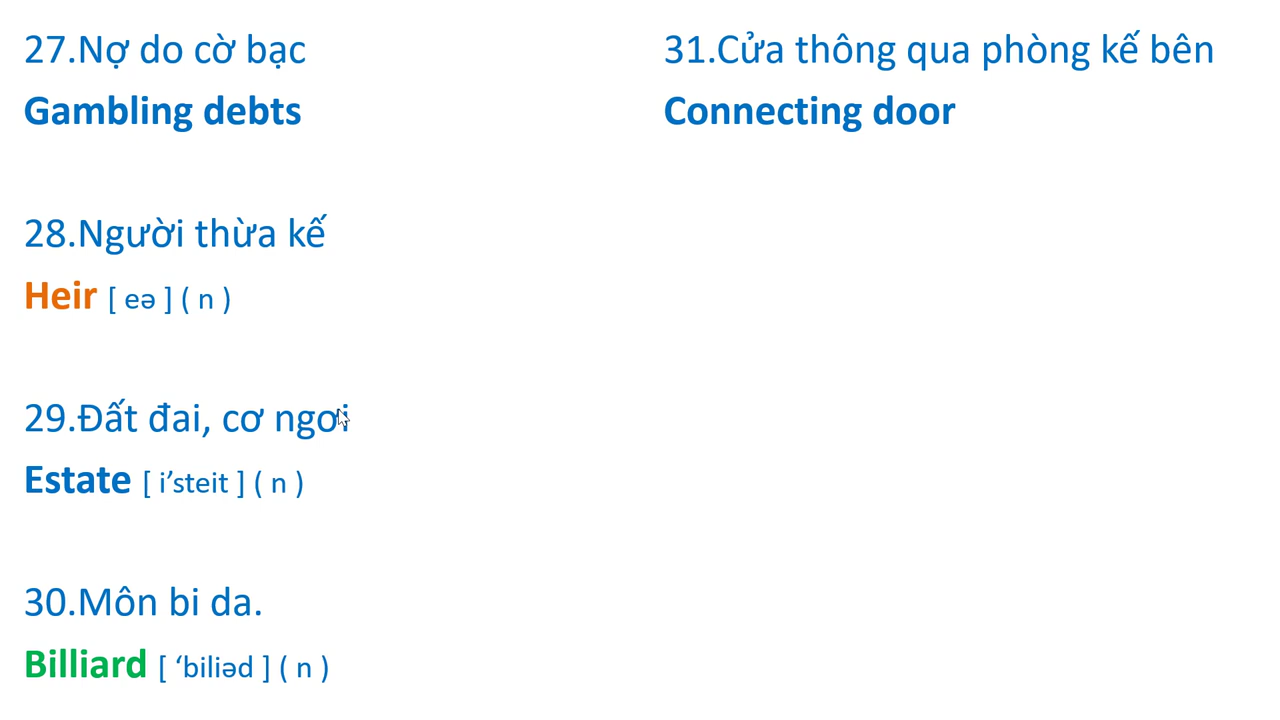 27.Nợ do cờ bạc
Gambling debts
28.Người thừa kế
Heir [ eə ] ( n )
29.Đất đai, cơ ngơi
Estate [ i’steit ] ( n )
30.Môn bi da.
Billiard [ ‘biliəd ] ( n )
31.Cửa thông qua phòng kế bên
Connecting door